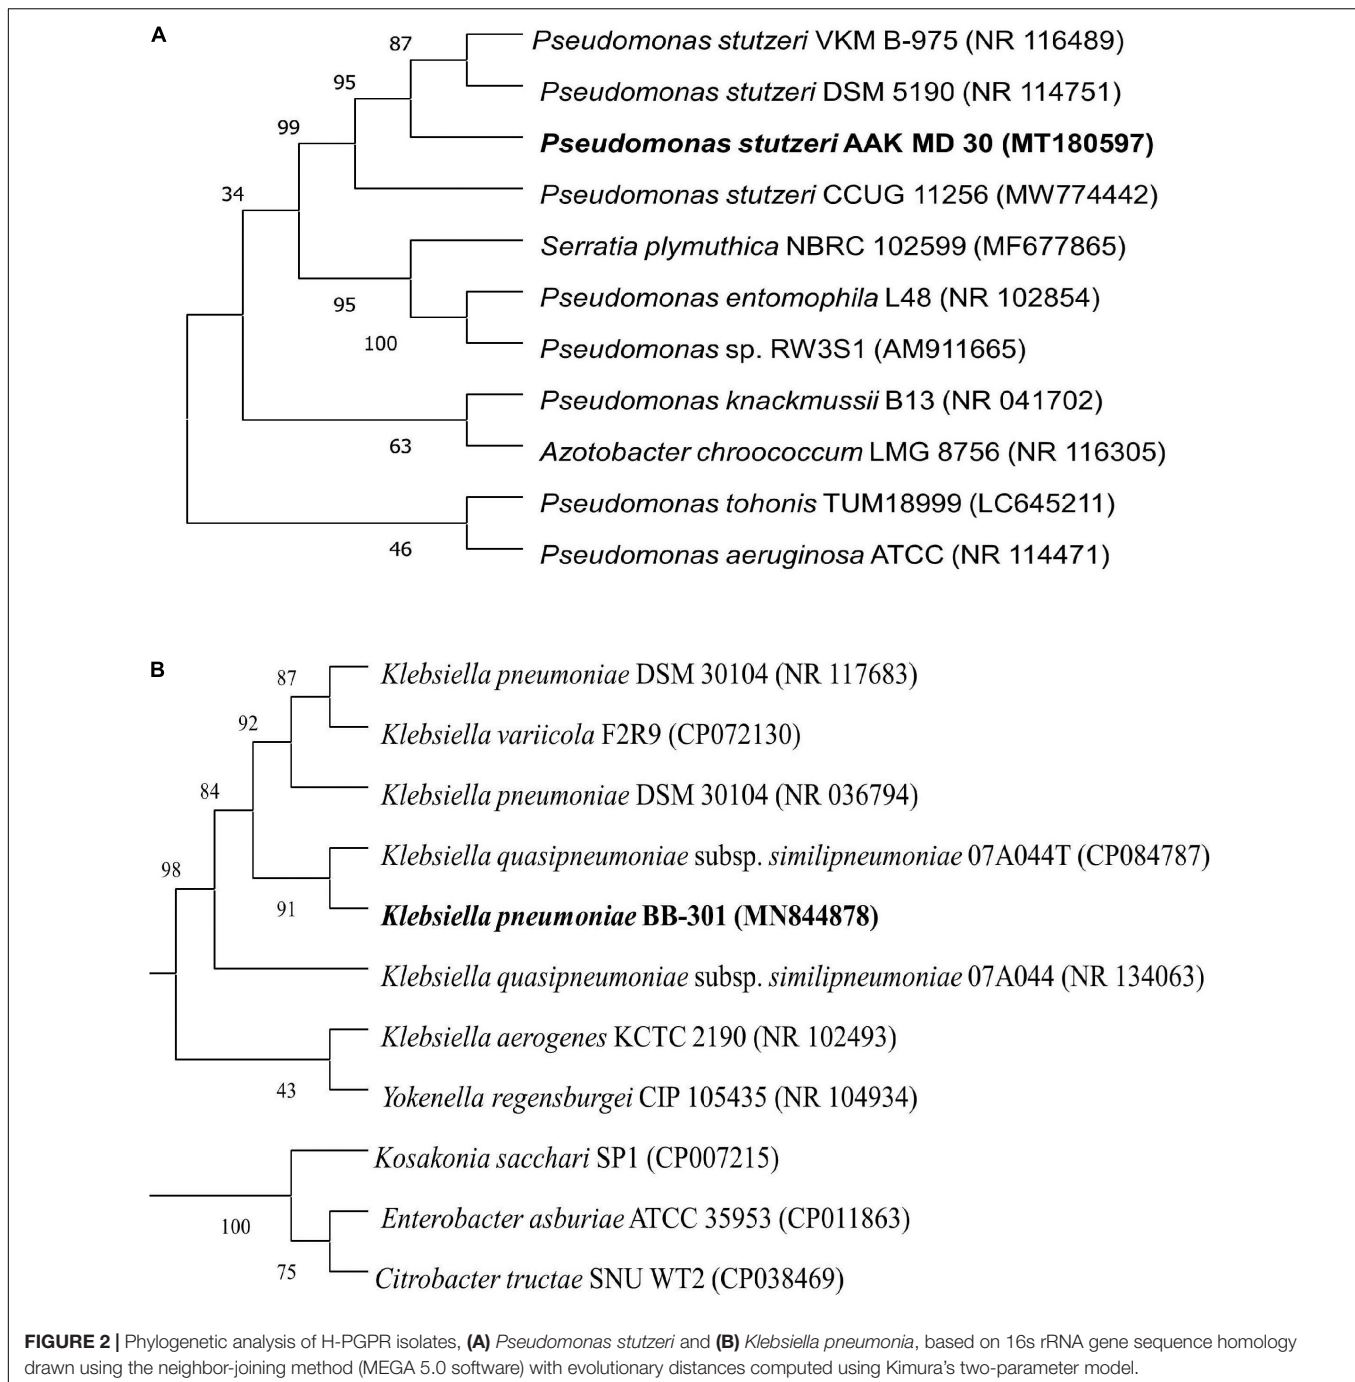 A
87
Pseudomonas stutzeri VKM B-975 (NR 116489)
95
Pseudomonas stutzeri DSM 5190 (NR 114751)
99
Pseudomonas stutzeri AAK MD 30 (MT180597)
34
Pseudomonas stutzeri CCUG 11256 (MW774442)
Serratia plymuthica NBRC 102599 (MF677865)
95
Pseudomonas entomophila L48 (NR 102854)
100
Pseudomonas sp. RW3S1 (AM911665)
Pseudomonas knackmussii B13 (NR 041702)
63
Azotobacter chroococcum LMG 8756 (NR 116305)
Pseudomonas tohonis TUM18999 (LC645211)
46
Pseudomonas aeruginosa ATCC (NR 114471)
B
87
Klebsiella pneumoniae DSM 30104 (NR 117683)
92
Klebsiella variicola F2R9 (CP072130)
84
Klebsiella pneumoniae DSM 30104 (NR 036794)
Klebsiella quasipneumoniae subsp. similipneumoniae 07A044T (CP084787)
98
91
Klebsiella pneumoniae BB-301 (MN844878)
Klebsiella quasipneumoniae subsp. similipneumoniae 07A044 (NR 134063)
Klebsiella aerogenes KCTC 2190 (NR 102493)
43
Yokenella regensburgei CIP 105435 (NR 104934)
Kosakonia sacchari SP1 (CP007215)
100
Enterobacter asburiae ATCC 35953 (CP011863)
75
Citrobacter tructae SNU WT2 (CP038469)
FIGURE 2 | Phylogenetic analysis of H-PGPR isolates, (A) Pseudomonas stutzeri and (B) Klebsiella pneumonia, based on 16s rRNA gene sequence homology
drawn using the neighbor-joining method (MEGA 5.0 software) with evolutionary distances computed using Kimura's two-parameter model.